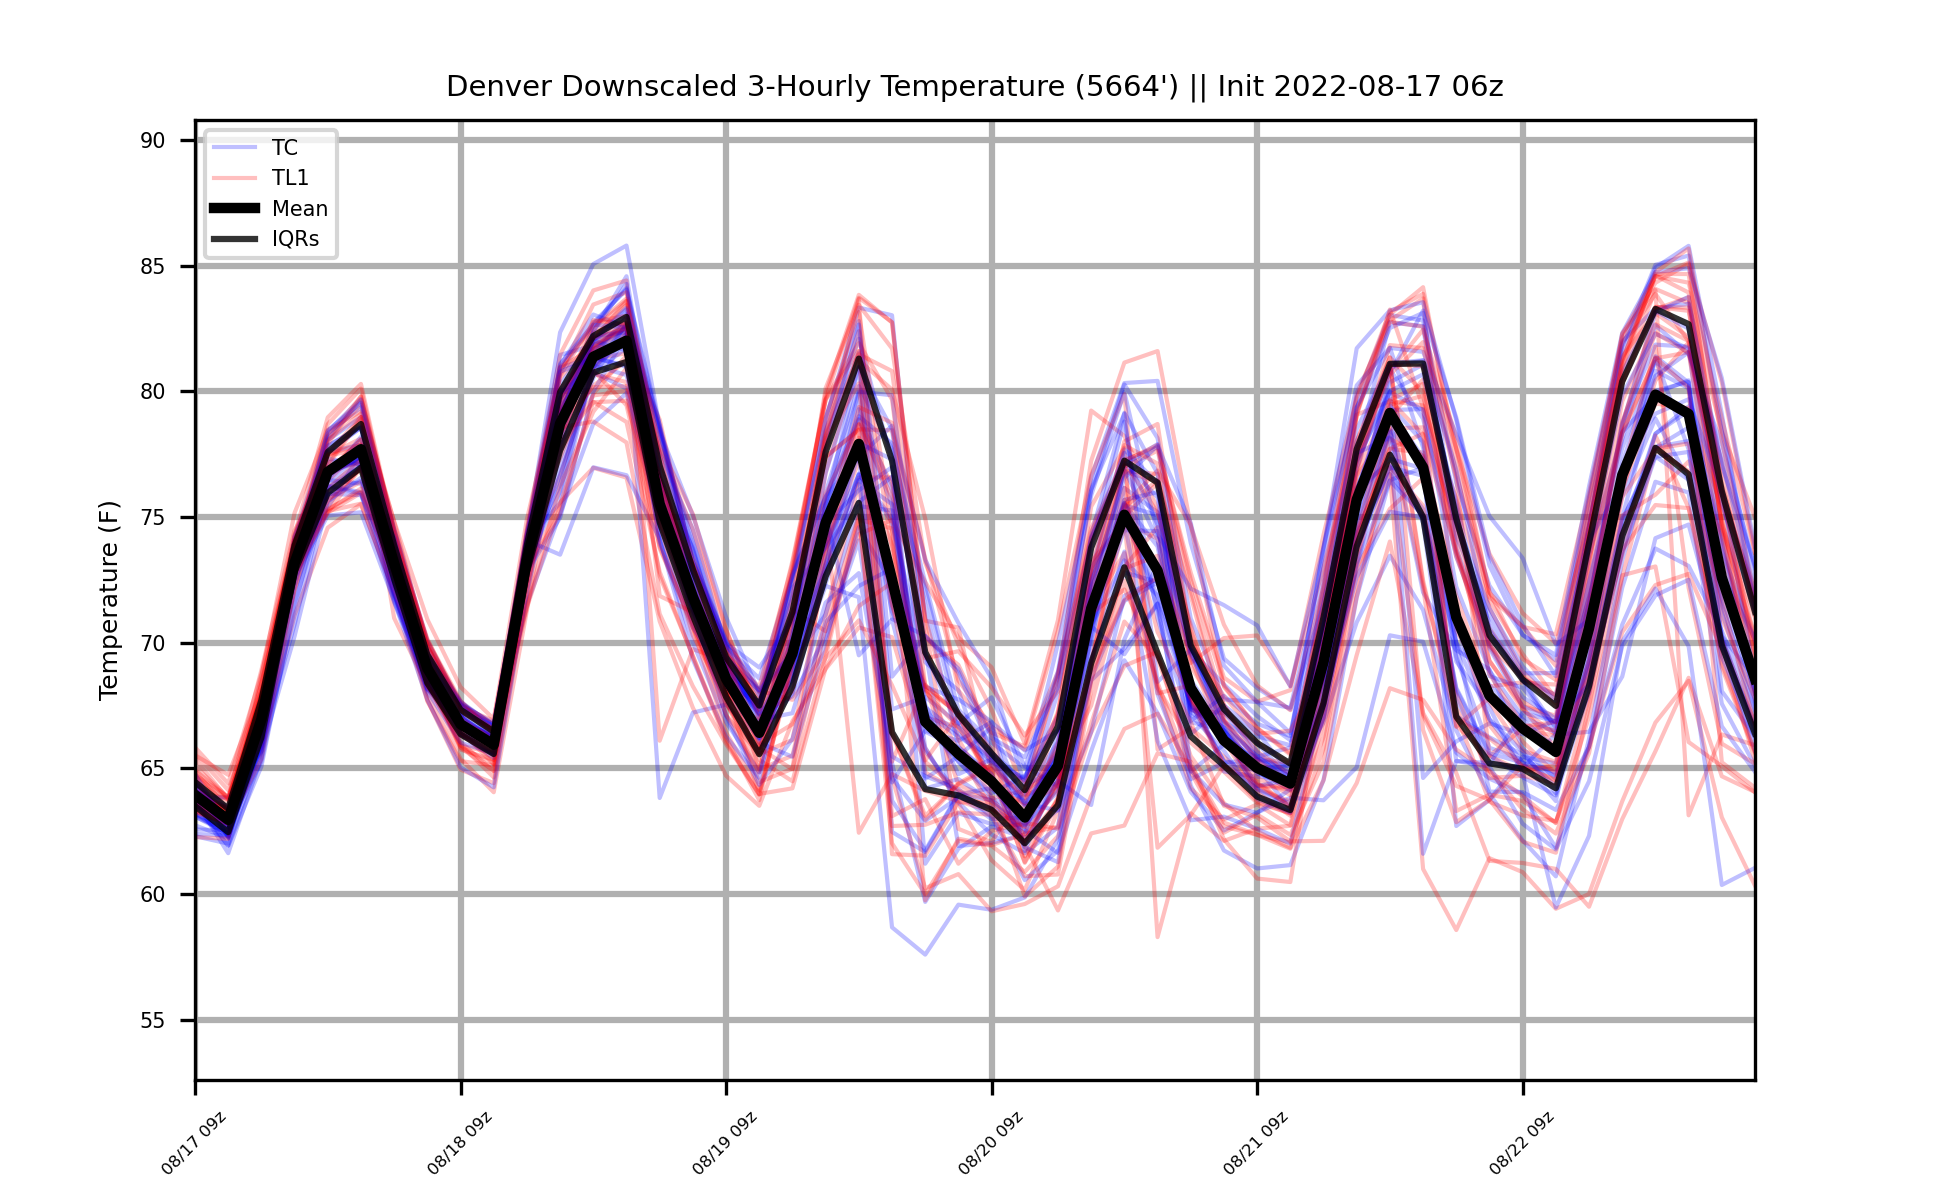 Denver Downscaled 3-Hourly Temperature (5664') || Init 2022-08-17 06z
TC
TL1
Mean
IQRs
Temperature (F)
90
85
80
75
70
65
60
55
08/17 09z
08/18 09z
08/19 09z
08/20 09z
08/21 09z
08/22 09z